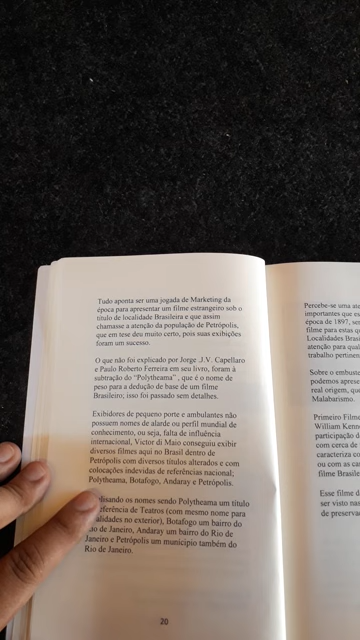 Tudo aponta ser uma jogada de Marketing da
época para apresentar um filme estrangeiro sob o
título de localidade Brasileira e que assim
chamasse a atenção da população de Petrópolis,
que em tese deu muito certo, pois suas exibições
foram um sucesso.
O que não foi explicado por Jorge .J.V. Capellaro
e Paulo Roberto Ferreira em seu livro, foram à
subtração do “Polytheama” , que é o nome de
peso para a dedução de base de um filme
Brasileiro; isso foi passado sem detalhes.
Exibidores de pequeno porte e ambulantes não
possuem nomes de alarde ou perfil mundial de
conhecimento, ou seja, falta de influência
internacional, Victor di Maio conseguiu exibir
diversos filmes aqui no Brasil dentro de
Petrópolis com diversos títulos alterados e com
colocações indevidas de referências nacional;
Polytheama, Botafogo, Andaray e Petrópolis.
lisando os nomes sendo Polytheama um título
referência de Teatros (com mesmo nome para
alidades no exterior), Botafogo um bairro do
de Janeiro, Andaray um bairro do Rio de
Janeiro e Petrópolis um município também do
Rio de Janeiro.
20
Percebe-se uma ate
importantes que es
época de 1897, ser
filme para estas q
Localidades Brasi
atenção para qual
trabalho pertinen
Sobre o embuste
podemos aprese
real origem, que
Malabarismo.
Primeiro Filme
William Kenne
participação d
com cerca de
caracteriza co
ou com as ca
filme Brasile
Esse filme d
ser visto nas
de preserva